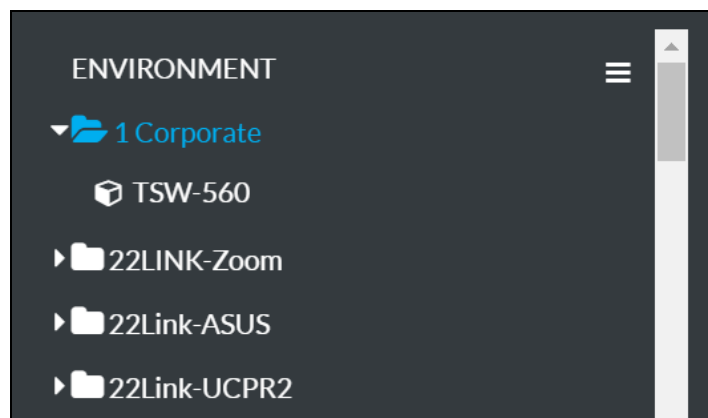 ENVIRONMENT
1 Corporate
TSW-560
22LINK-Zoom
22Link-ASUS
22Link-UCPR2